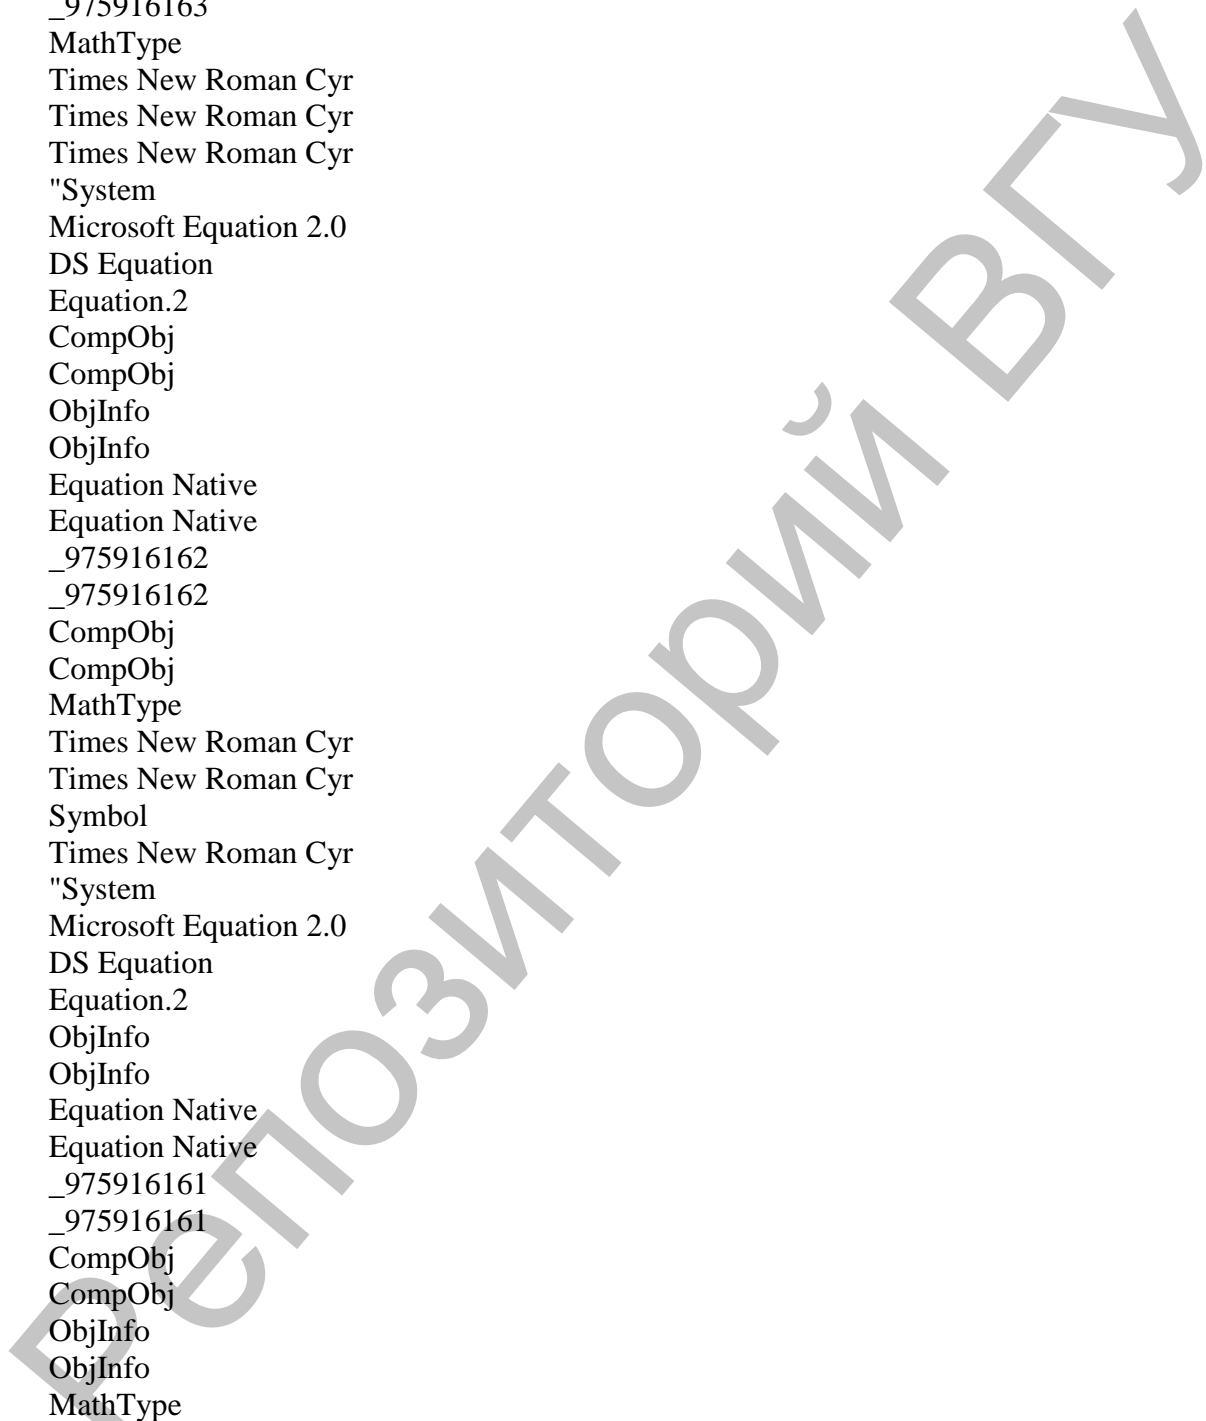 _975916163
MathType
Times New Roman Cyr
Times New Roman Cyr
Times New Roman Cyr
"System
Microsoft Equation 2.0
DS Equation
Equation.2
CompObj
CompObj
ObjInfo
ObjInfo
Equation Native
Equation Native
_975916162
_975916162
CompObj
CompObj
MathType
Times New Roman Cyr
Times New Roman Cyr
Symbol
Times New Roman Cyr
"System
Microsoft Equation 2.0
DS Equation
Equation.2
ObjInfo
ObjInfo
Equation Native
Equation Native
_975916161
_975916161
CompObj
CompObj
ObjInfo
ObjInfo
MathType
Репозиторий ВГУ